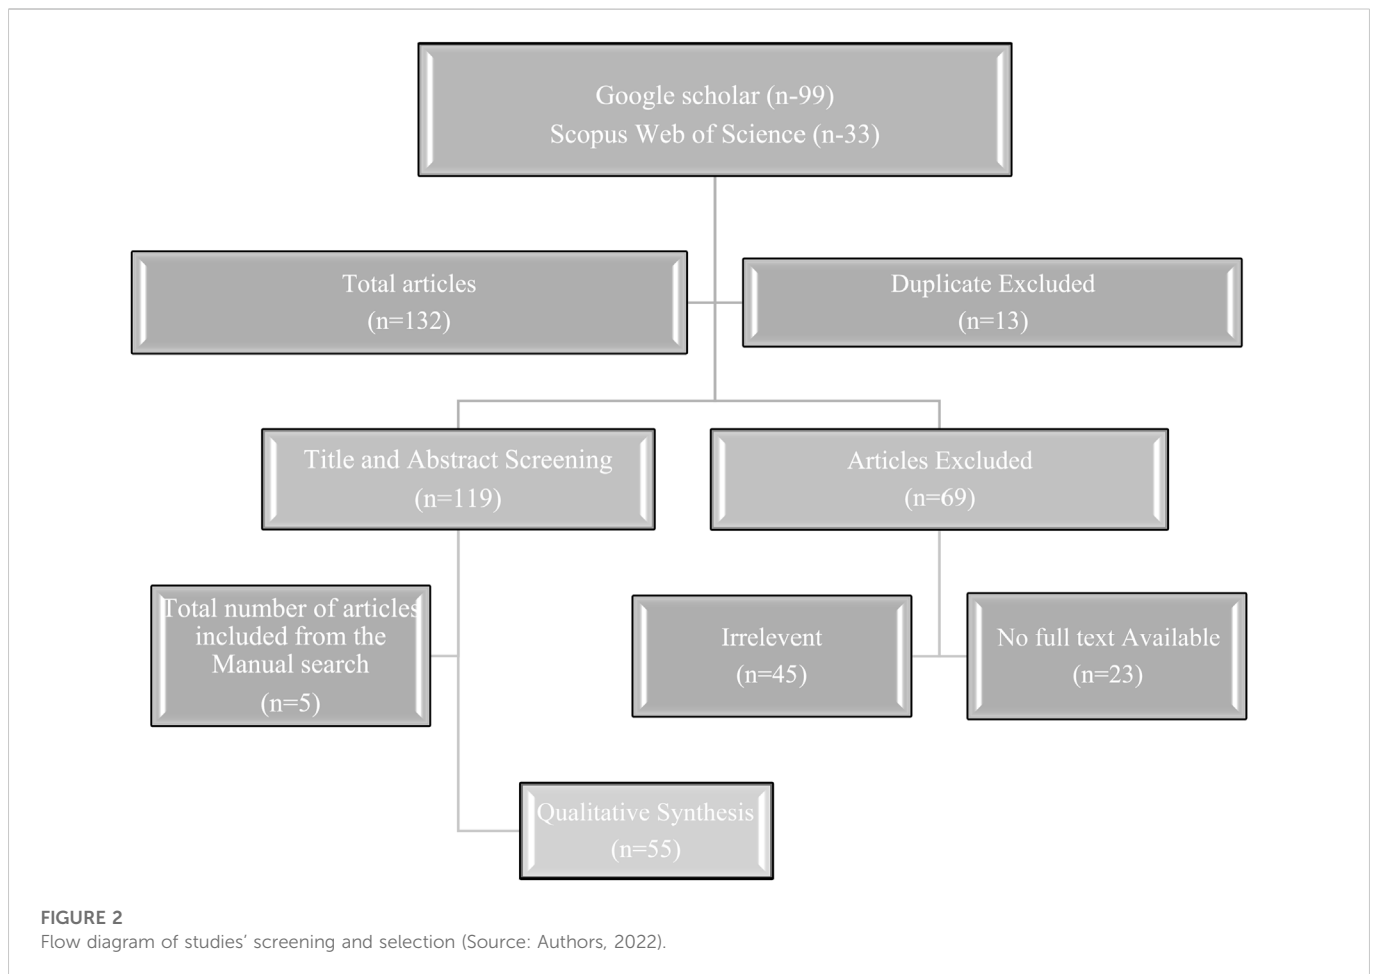 Google scholar (n-99)
Scopus Web of Science (n-33)
Total articles
(n=132)
Duplicate Excluded
(n=13)
Title and Abstract Screening
(n=119)
Articles Excluded
(n=69)
Total number of articles
included from the
Manual search
(n=5)
Irrelevent
(n=45)
No full text Available
(n=23)
Qualitative Synthesis
(n=55)
FIGURE 2
Flow diagram of studies’ screening and selection (Source: Authors, 2022).